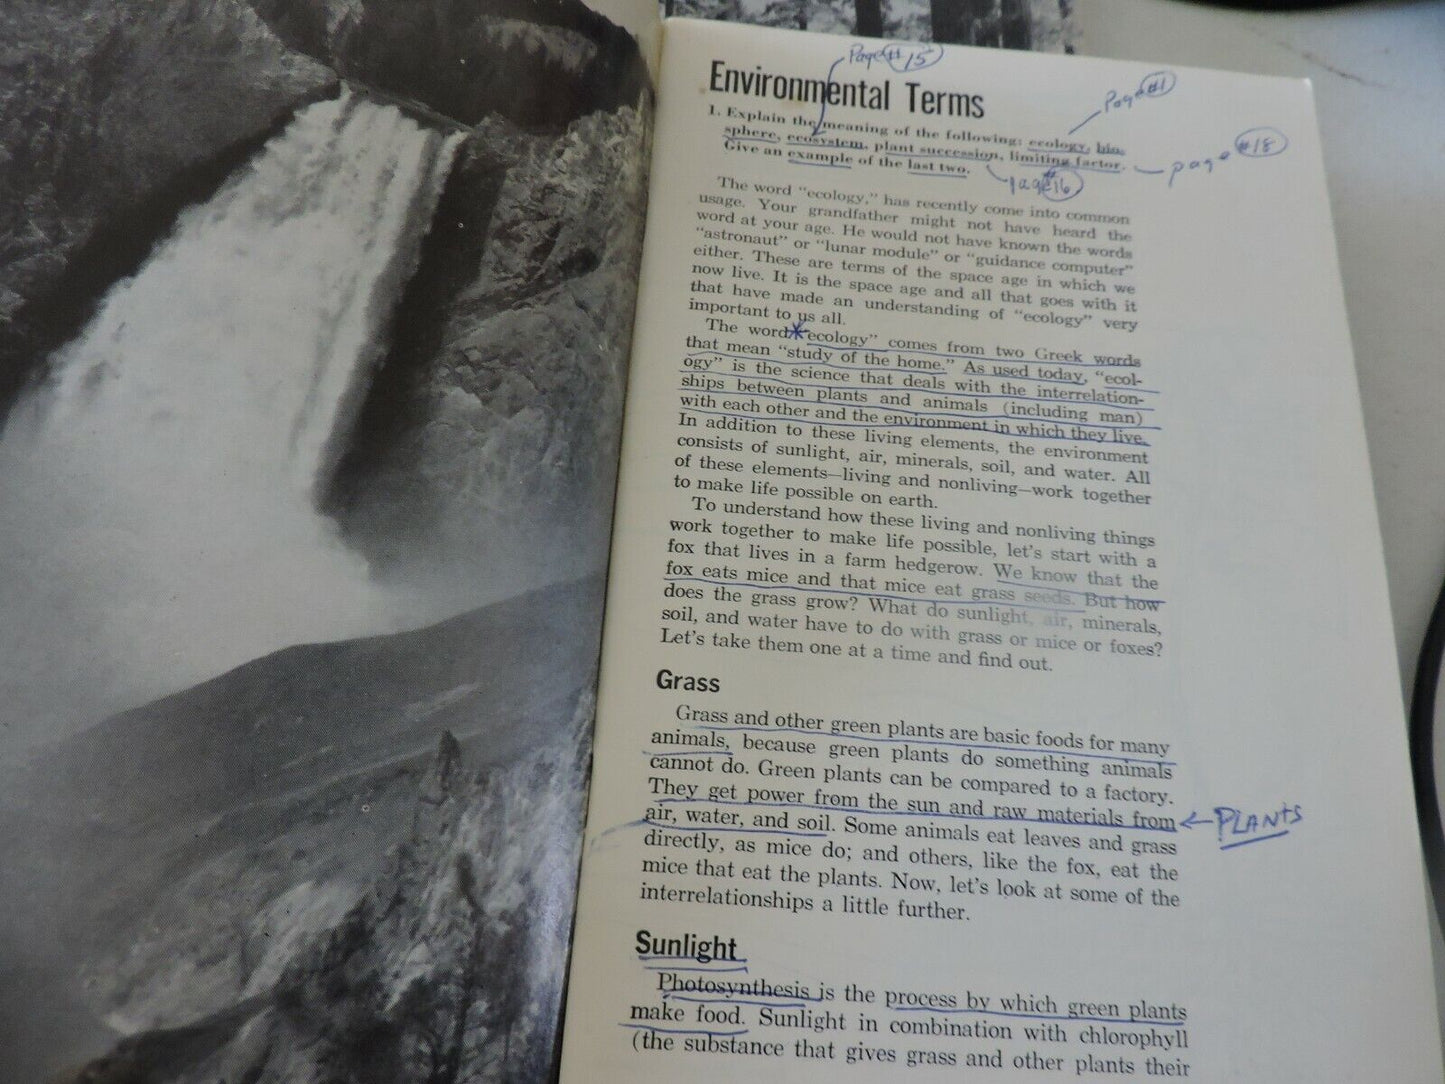 Page # 15
Environmental Terms
Page #1
1. Explain the meaning of the following: ecology, bio-
sphere, ecosystem, plant succession, limiting factor.
Give an example of the last two.
page #18
page #16
The word "ecology," has recently come into common
usage. Your grandfather might not have heard the
word at your age. He would not have known the words
"astronaut" or "lunar module" or "guidance computer"
either. These are terms of the space age in which we
now live. It is the space age and all that goes with it
that have made an understanding of "ecology" very
important to us all.
The word * ecology" comes from two Greek words
that mean "study of the home." As used today, "ecol-
ogy" is the science that deals with the interrelation-
ships between plants and animals (including man)
with each other and the environment in which they live.
In addition to these living elements, the environment
consists of sunlight, air, minerals, soil, and water. All
of these elements—living and nonliving—work together
to make life possible on earth.
To understand how these living and nonliving things
work together to make life possible, let's start with a
fox that lives in a farm hedgerow. We know that the
fox eats mice and that mice eat grass seeds. But how
does the grass grow? What do sunlight, air, minerals,
soil, and water have to do with grass or mice or foxes?
Let's take them one at a time and find out.
Grass
Grass and other green plants are basic foods for many
animals, because green plants do something animals
cannot do. Green plants can be compared to a factory.
They get power from the sun and raw materials from
air, water, and soil. Some animals eat leaves and grass
directly, as mice do; and others, like the fox, eat the
mice that eat the plants. Now, let's look at some of the
interrelationships a little further.
← PLANTS
Sunlight
Photosynthesis is the process by which green plants
make food. Sunlight in combination with chlorophyll
(the substance that gives grass and other plants their